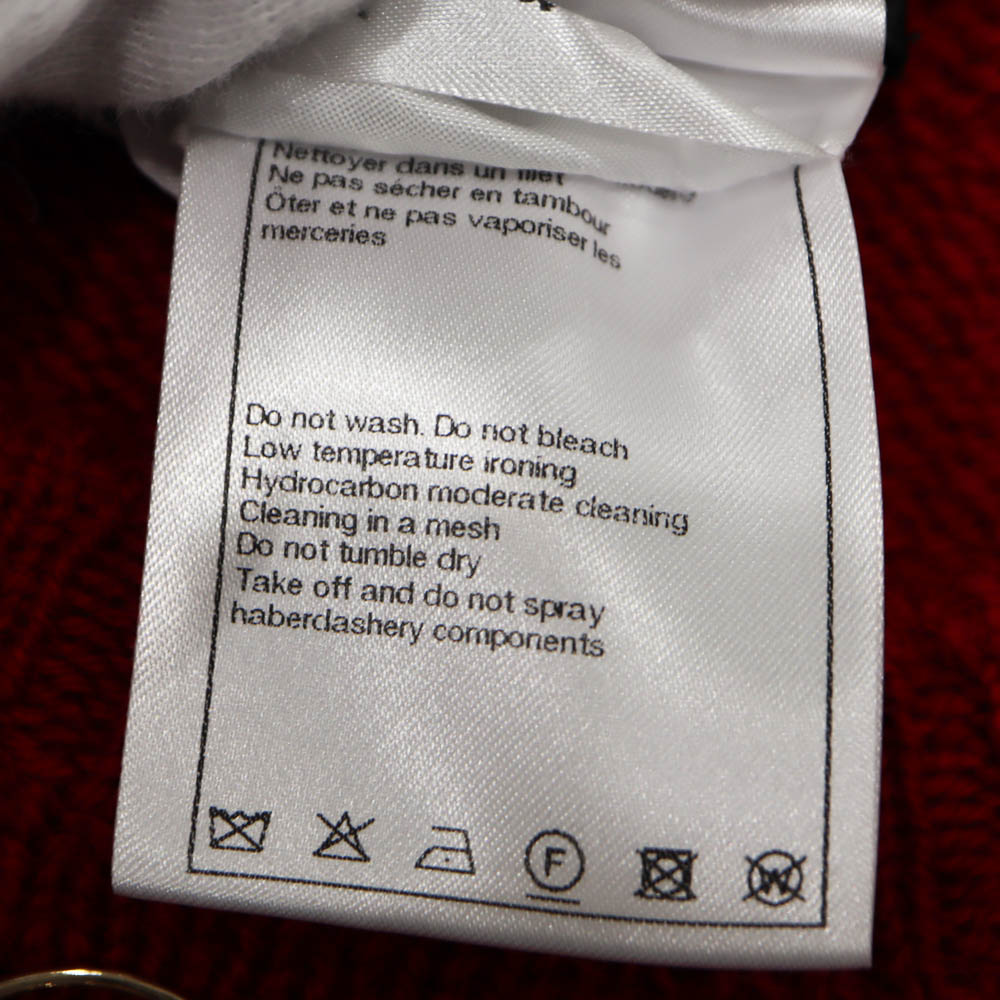 Nettoyer dans un filet
Ne pas sécher en tambour
Ôter et ne pas vaporiser les
merceries
Do not wash. Do not bleach
Low temperature ironing
Hydrocarbon moderate cleaning
Cleaning in a mesh
Do not tumble dry
Take off and do not spray
haberdashery components
F
W